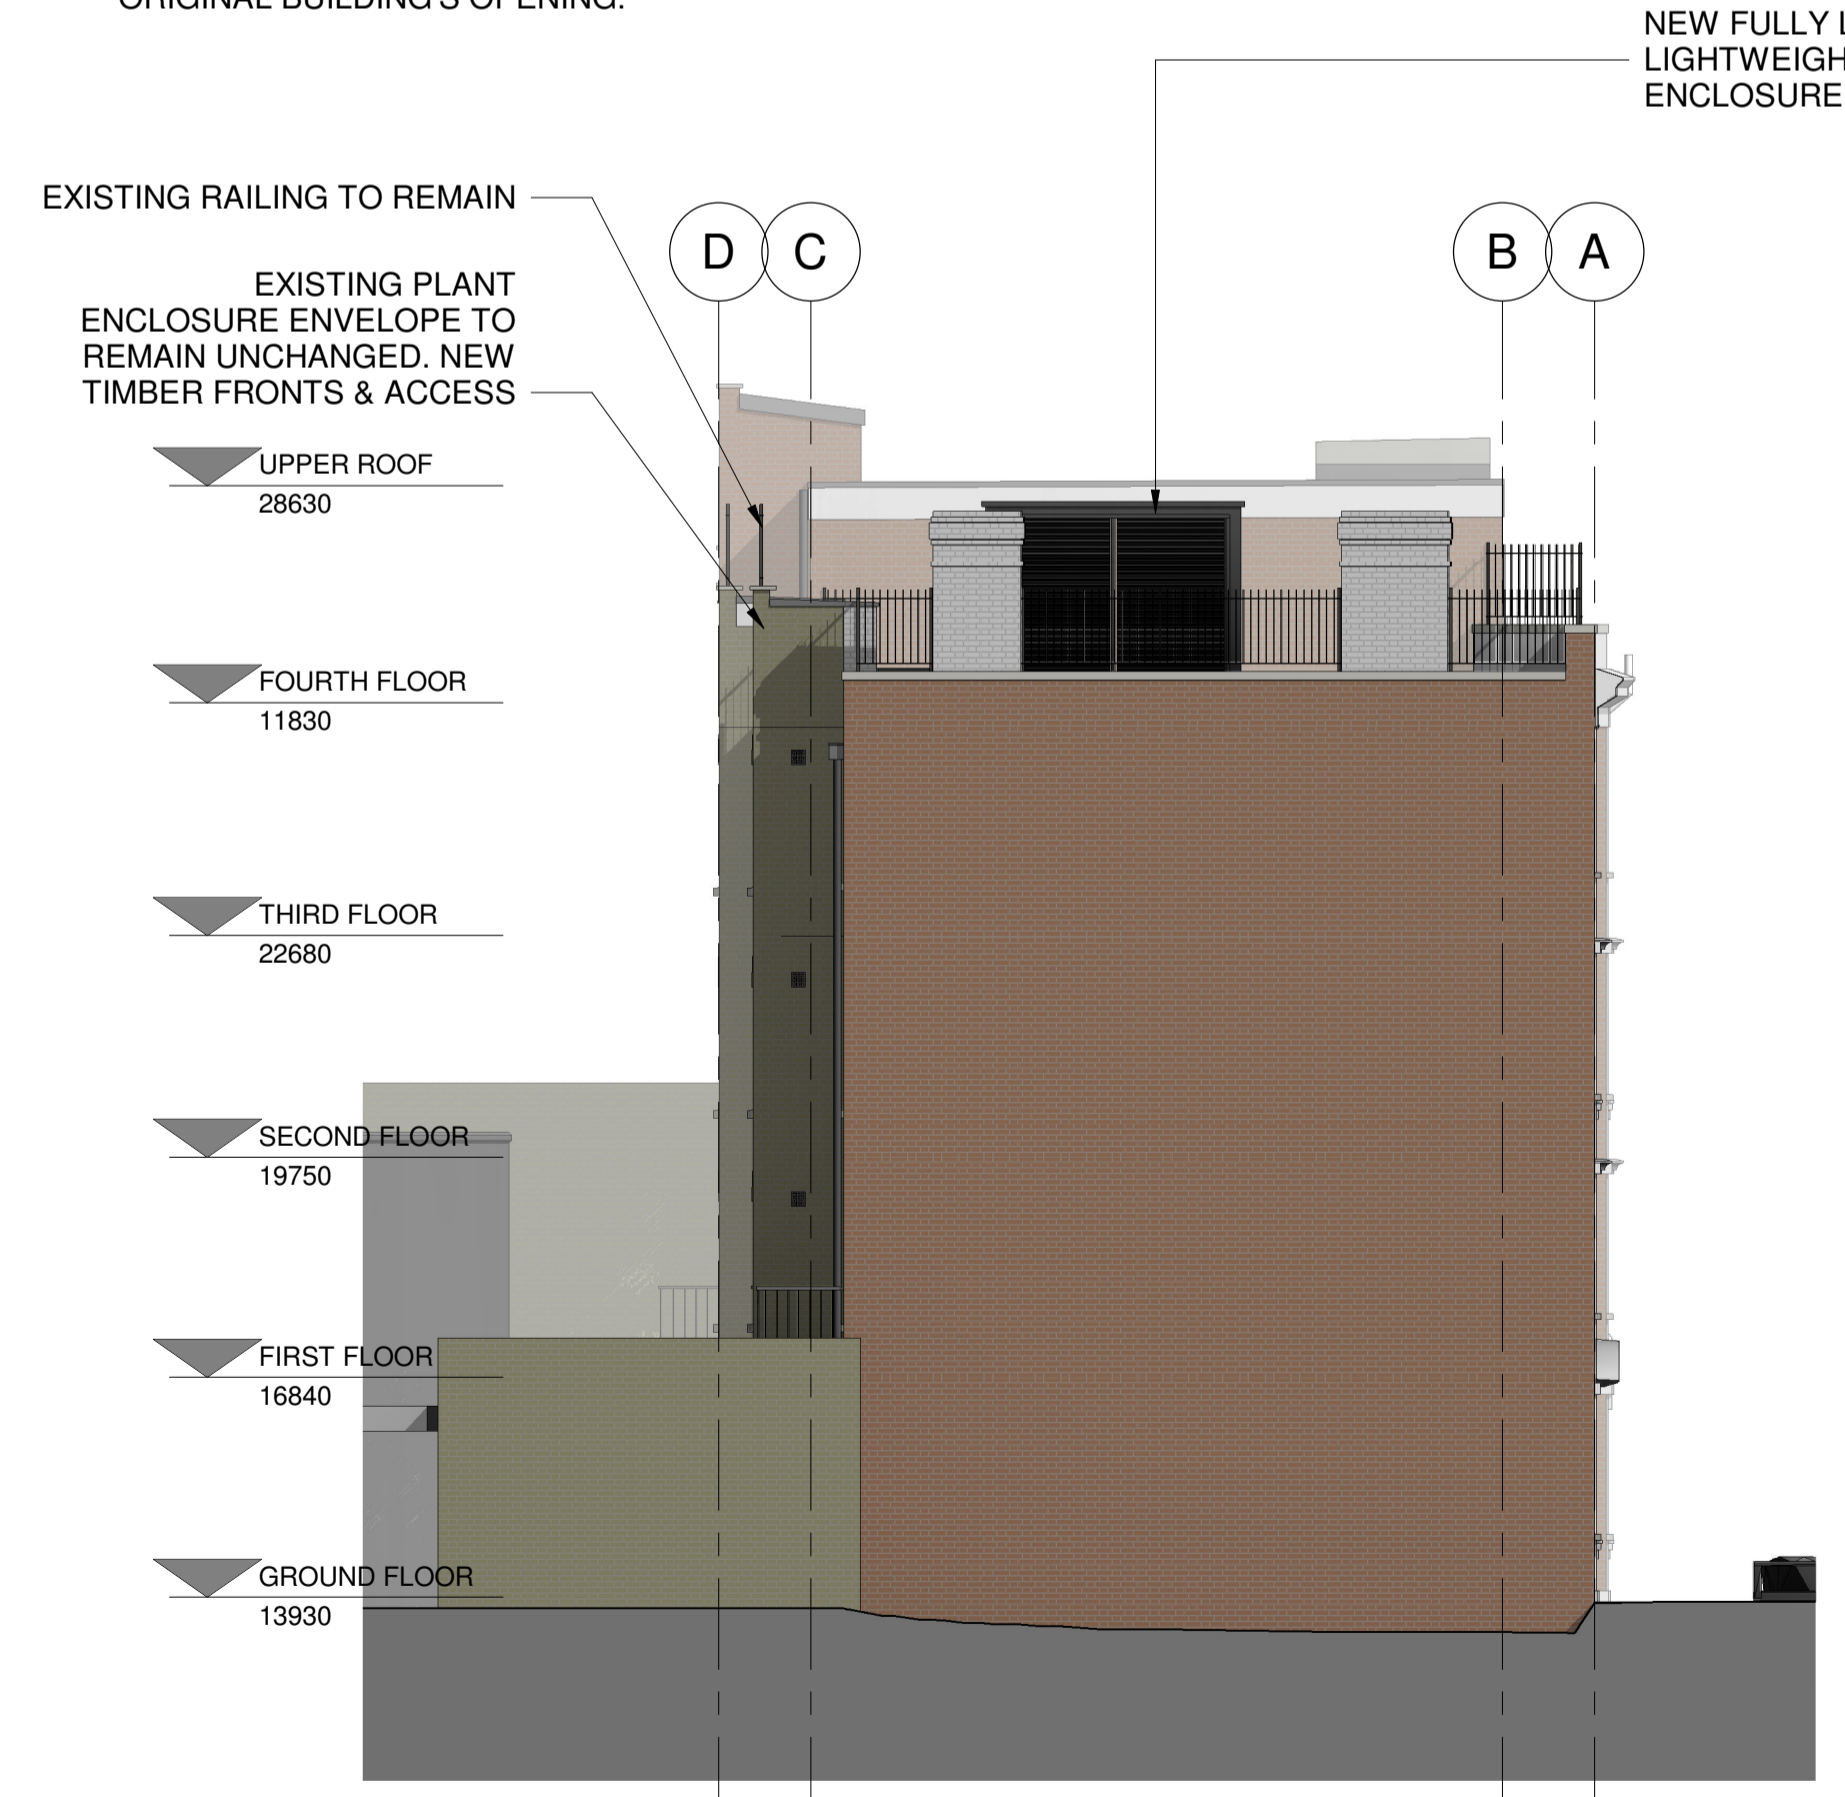 ORIGINAL BUILDING'S OPENING.
NEW FULLY
LIGHTWEIGH
ENCLOSURE
EXISTING RAILING TO REMAIN
D
C
B
A
EXISTING PLANT
ENCLOSURE ENVELOPE TO
REMAIN UNCHANGED. NEW
TIMBER FRONTS & ACCESS
UPPER ROOF
28630
FOURTH FLOOR
11830
THIRD FLOOR
22680
SECOND FLOOR
19750
FIRST FLOOR
16840
GROUND FLOOR
13930